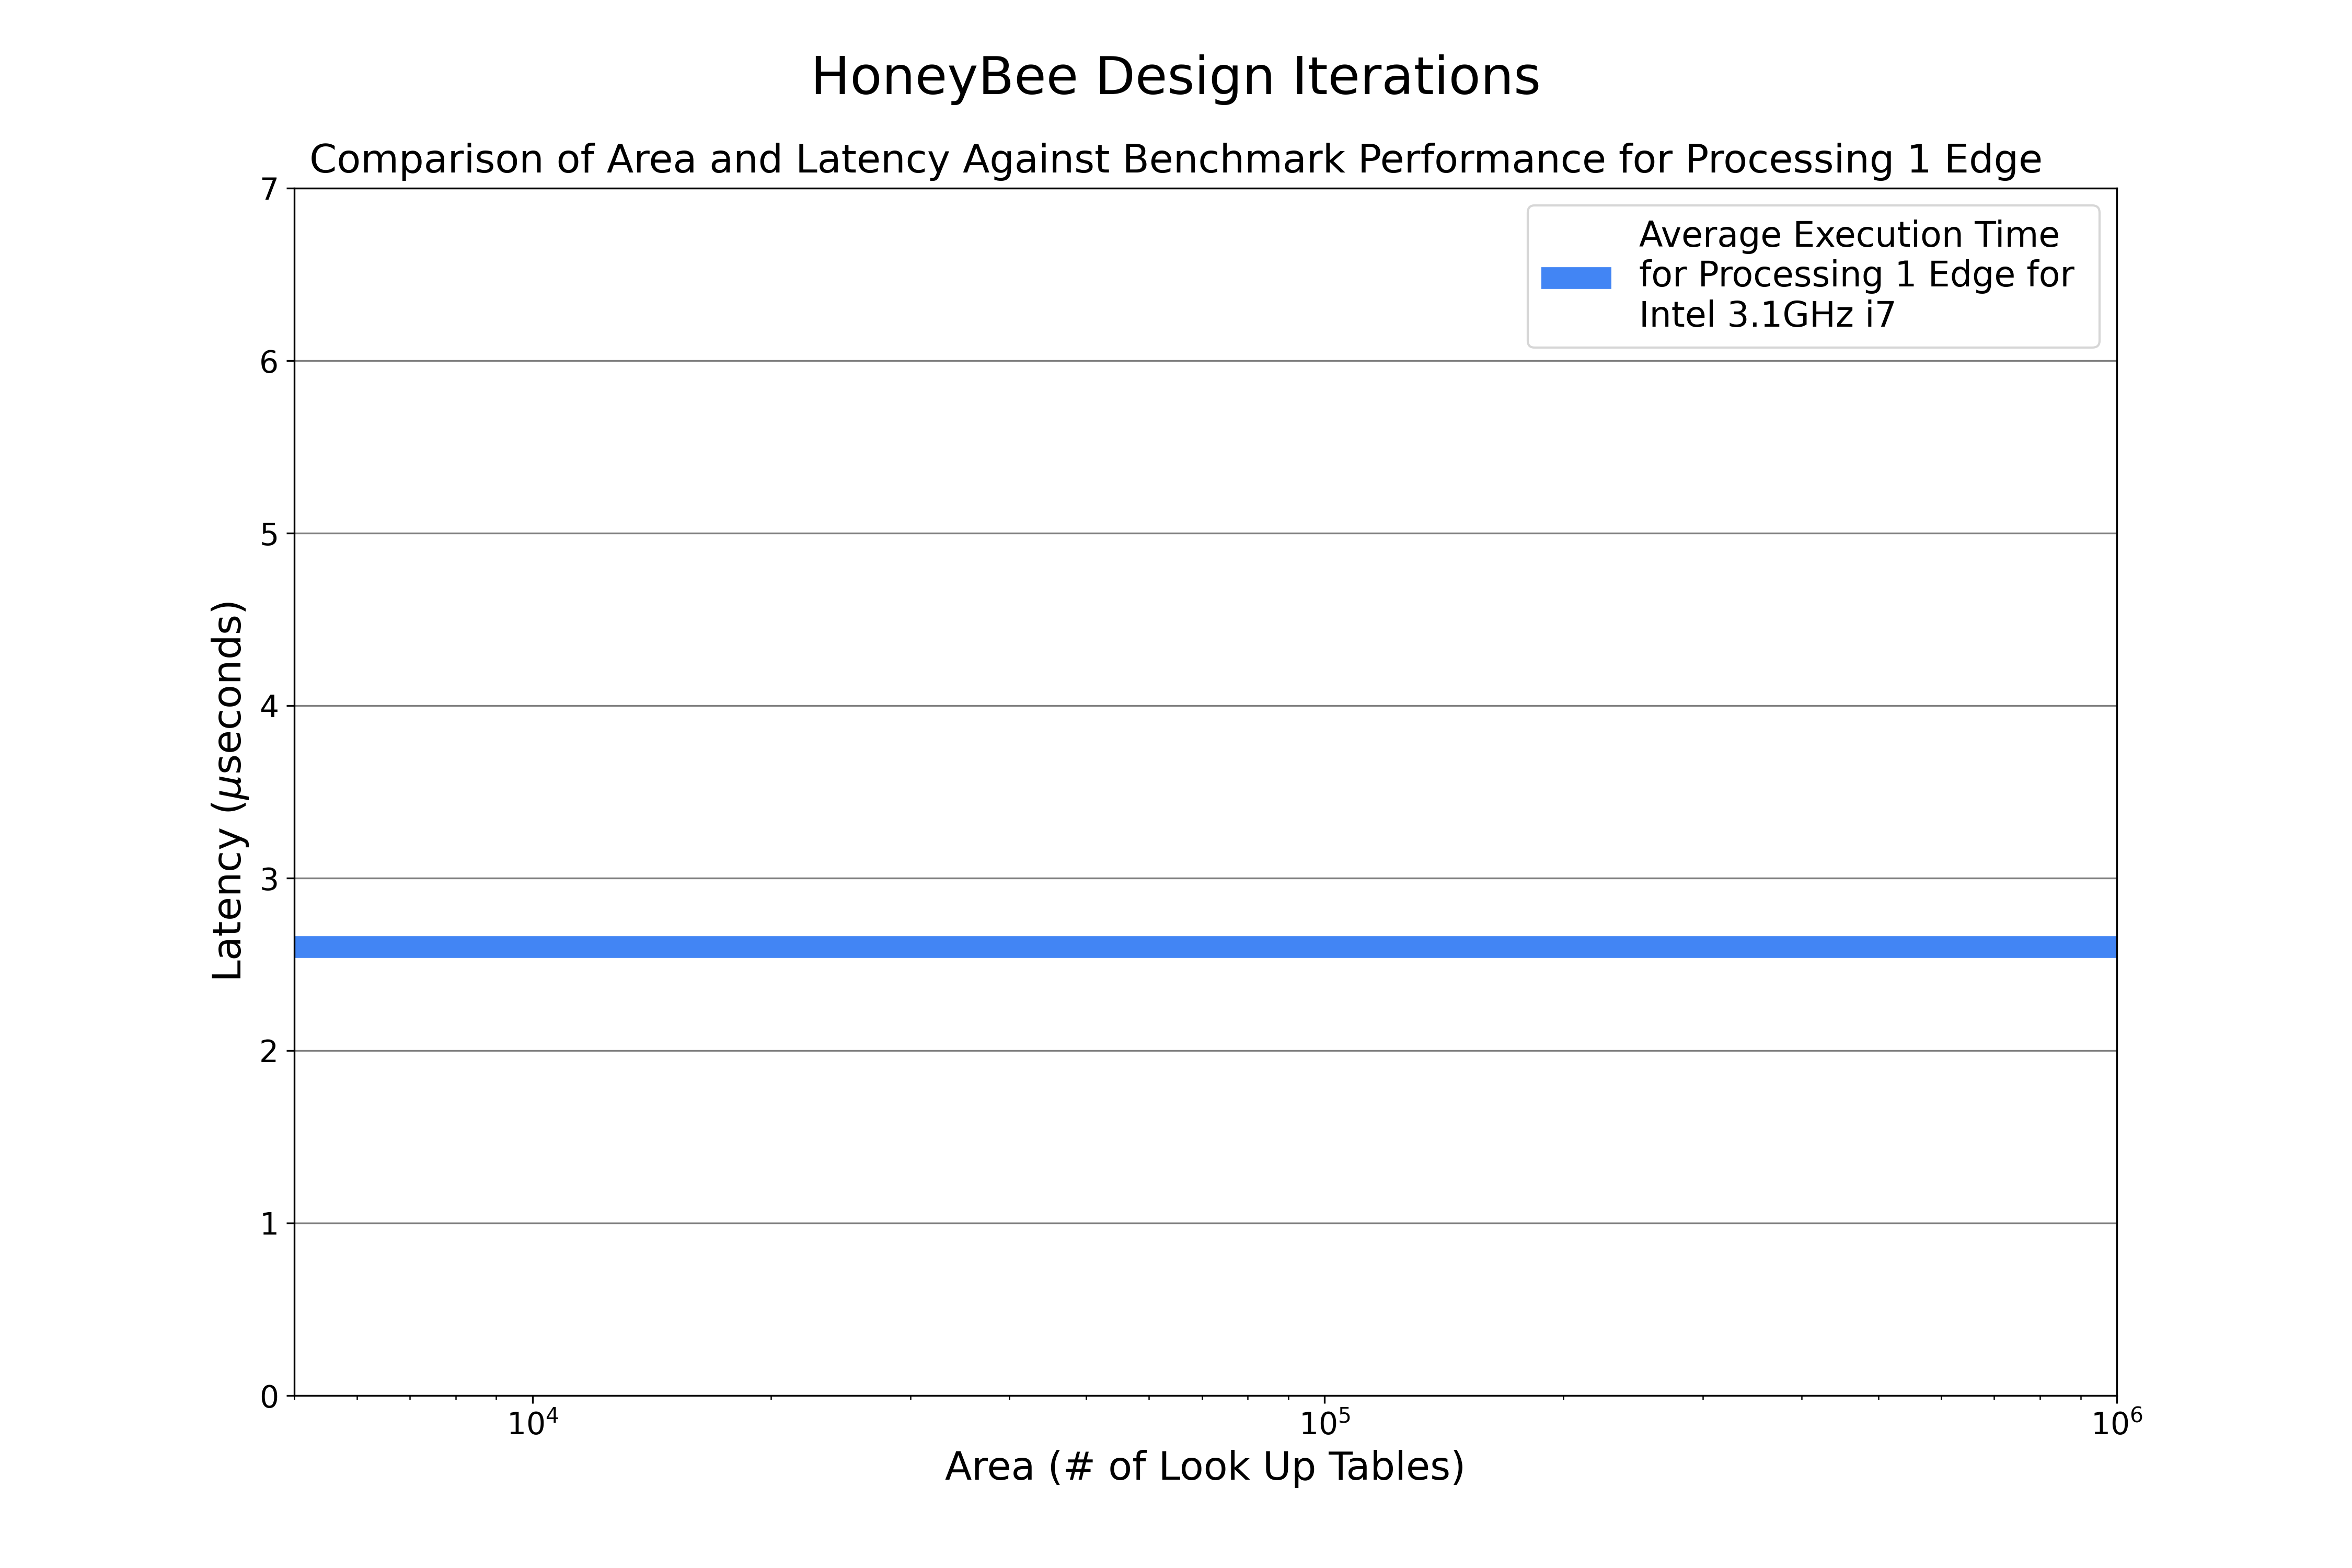 HoneyBee Design Iterations
Comparison of Area and Latency Against Benchmark Performance for Processing 1 Edge
Average Execution Time
for Processing 1 Edge for
Intel 3.1GHz i7
7
6
5
4
3
2
1
0
Latency (μseconds)
10⁴
10⁵
10⁶
Area (# of Look Up Tables)